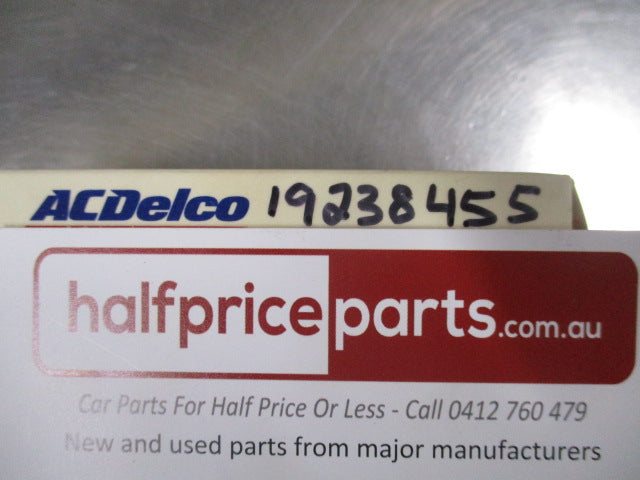 ACDelco 19238455
halfpriceparts.com.au
Car Parts For Half Price Or Less - Call 0412 760 479
New and used parts from major manufacturers